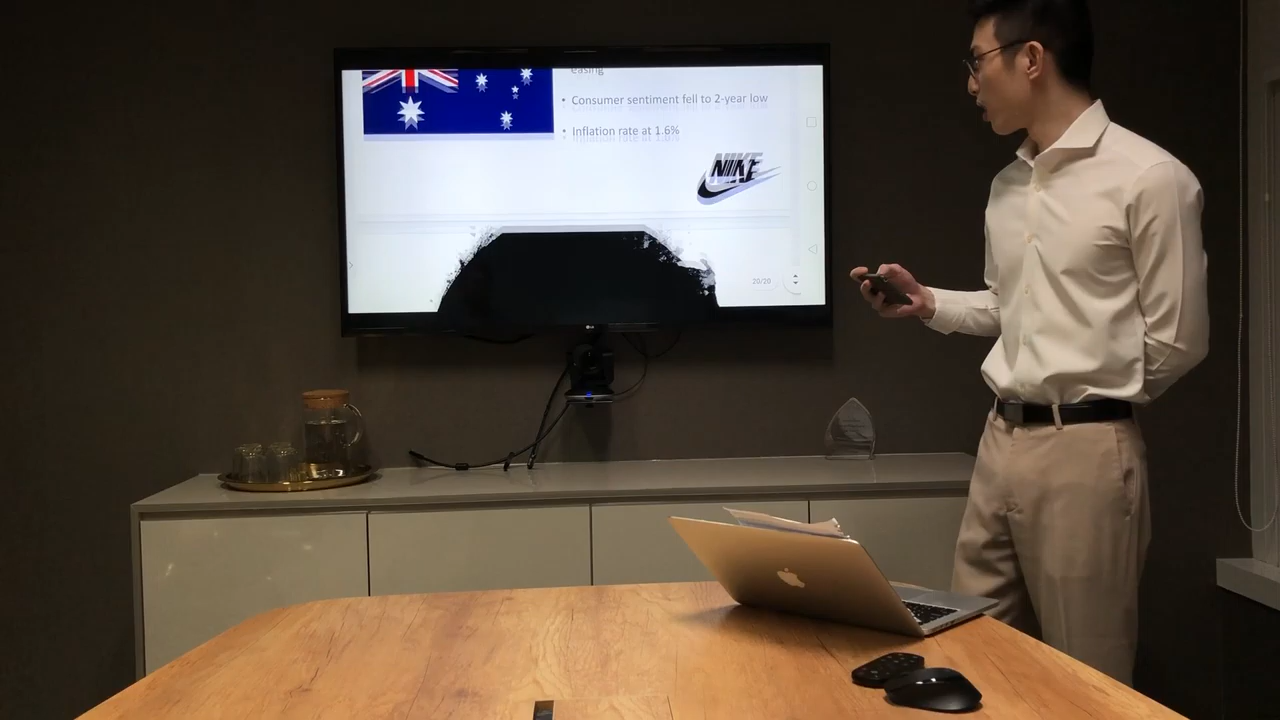 easing
• Consumer sentiment fell to 2-year low
• Inflation rate at 1.6%
NIKE
20/20
LG